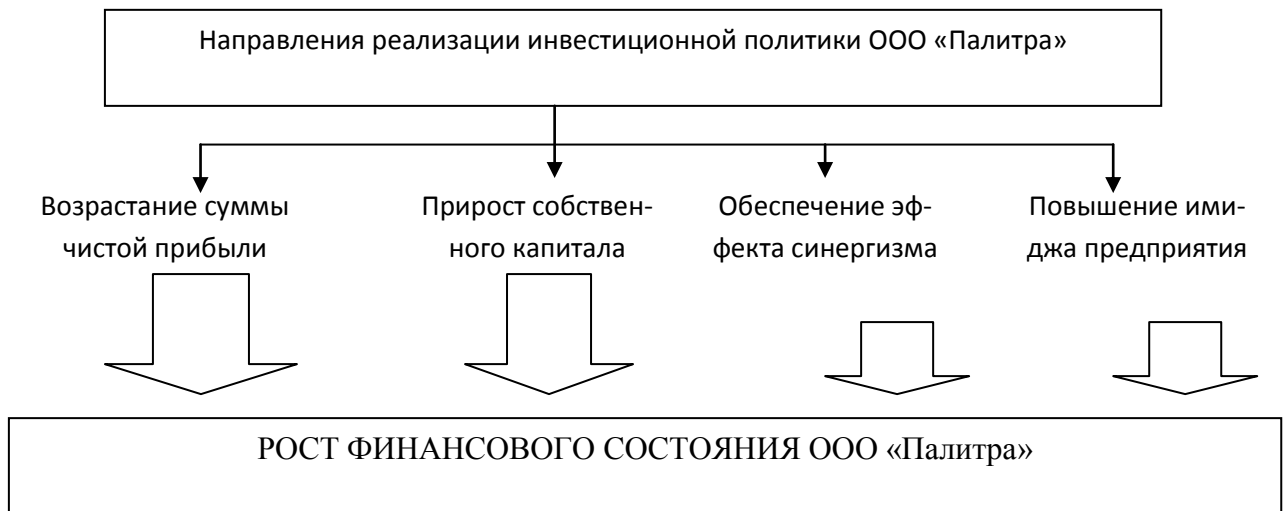 Направления реализации инвестиционной политики ООО «Палитра»
Возрастание суммы
чистой прибыли
Прирост собствен-
ного капитала
Обеспечение эф-
фекта синергизма
Повышение ими-
джа предприятия
РОСТ ФИНАНСОВОГО СОСТОЯНИЯ ООО «Палитра»